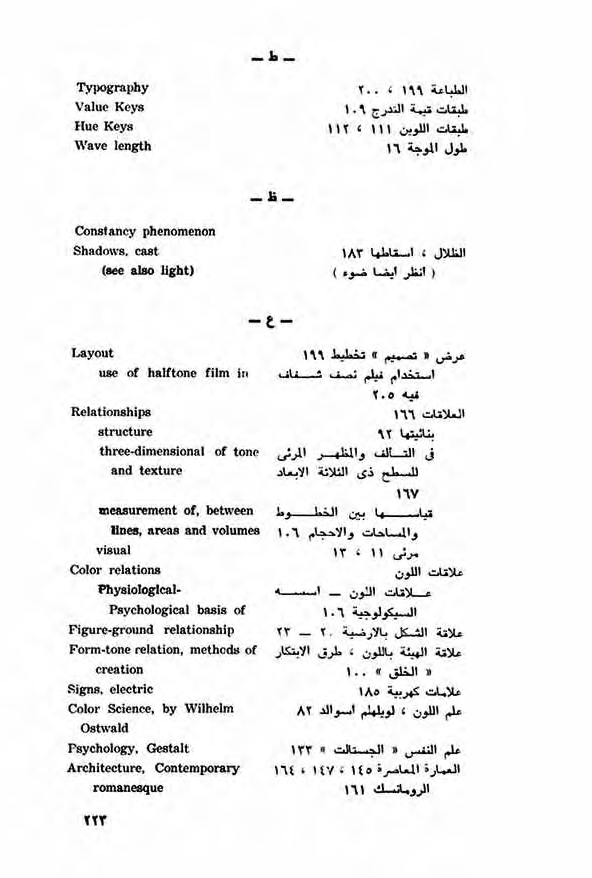 — ط —
Typography الطباعة ١٩٩ ، ٢٠٠
Value Keys طبقات قيمة التدرج ١٠٩
Hue Keys طبقات اللوين ١١١ ، ١١٢
Wave length طول الموجة ١٦
— ظ —
Constancy phenomenon
Shadows, cast الظلال ، اسقاطها ١٨٣
(see also light) ( انظر ايضا ضوء )
— ع —
Layout عرض « تصميم » تخطيط ١٩٩
use of halftone film in استخدام فيلم نصف شفاف
فيه ٢٠٥
Relationships العلاقات ١٦٦
structure بنائيتها ٩٢
three-dimensional of tone فى التآلف والمظهر المرئى
and texture للسطح ذى الثلاثة الابعاد
١٦٧
measurement of, between قياسها بين الخطوط
lines, areas and volumes والمساحات والاحجام ١٠٦
visual مرئى ١١ ، ١٣
Color relations علاقات اللون
Physiological- علاقات اللون — اسسه
Psychological basis of السيكولوجية ١٠٦
Figure-ground relationship علاقة الشكل بالارضية ٢٠ — ٢٣
Form-tone relation, methods of علاقة الهيئة باللون ، طرق الابتكار
creation « الخلق » ١٠٠
Signs, electric علامات كهربية ١٨٥
Color Science, by Wilhelm علم اللون ، لويلهلم اسوالد ٨٢
Ostwald
Psychology, Gestalt علم النفس « الجستالت » ١٣٣
Architecture, Contemporary العمارة المعاصرة ١٤٥ ، ١٤٧ ، ١٦٤
romanesque الرومانسك ١٦١
٢٢٣